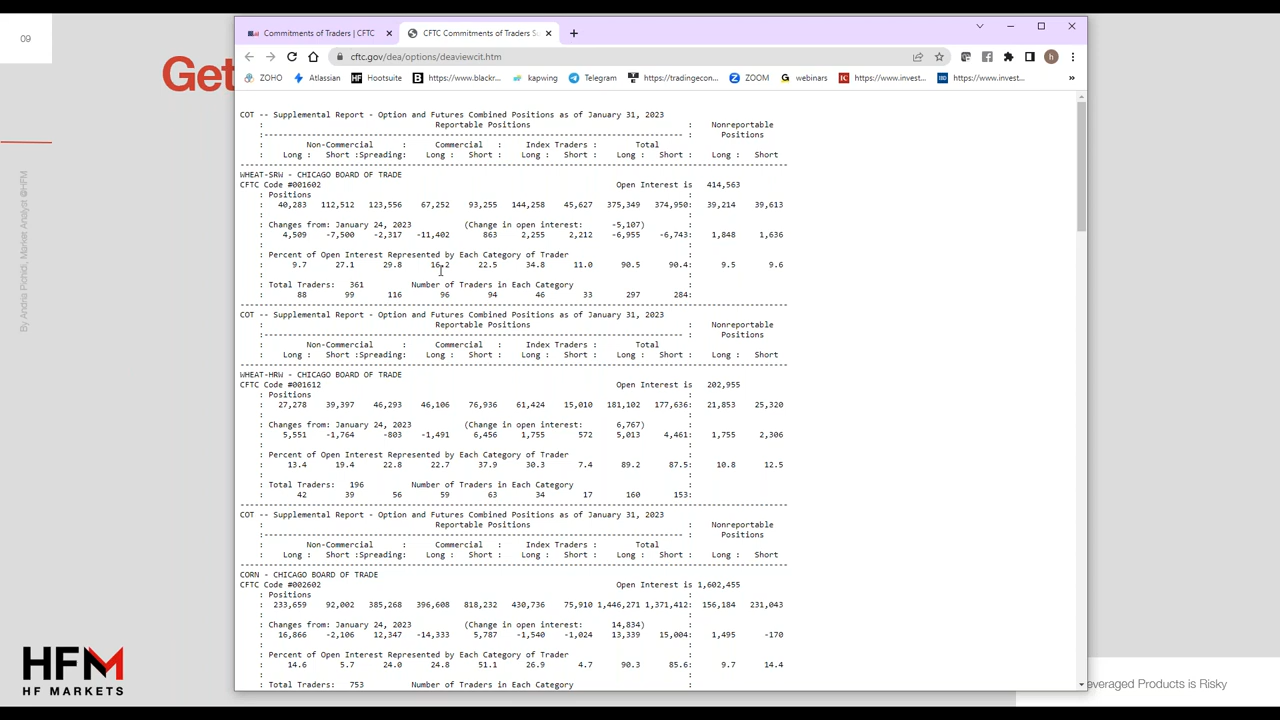 09
Get
By Andria Pichidi, Market Analyst @HFM
HFM
HF MARKETS
Commitments of Traders | CFTC
CFTC Commitments of Traders S
cftc.gov/dea/options/deaviewcit.htm
h
ZOHO Atlassian Hootsuite https://www.blackr... kapwing Telegram https://tradingecon... ZOOM webinars https://www.invest... https://www.invest... »
COT -- Supplemental Report - Option and Futures Combined Positions as of January 31, 2023
: Reportable Positions : Nonreportable
:----------------------------------------------------------------------------------- : Positions
: Non-Commercial : Commercial : Index Traders : Total
: Long : Short :Spreading: Long : Short : Long : Short : Long : Short : Long : Short
WHEAT-SRW - CHICAGO BOARD OF TRADE
CFTC Code #001602 Open Interest is 414,563
: Positions :
: 40,283 112,512 123,556 67,252 93,255 144,258 45,627 375,349 374,950: 39,214 39,613
: Changes from: January 24, 2023 (Change in open interest: -5,107) :
: 4,509 -7,500 -2,317 -11,402 863 2,255 2,212 -6,955 -6,743: 1,848 1,636
: Percent of Open Interest Represented by Each Category of Trader :
: 9.7 27.1 29.8 16.2 22.5 34.8 11.0 90.5 90.4: 9.5 9.6
: Total Traders: 361 Number of Traders in Each Category :
: 88 99 116 96 94 46 33 297 284:
COT -- Supplemental Report - Option and Futures Combined Positions as of January 31, 2023
: Reportable Positions : Nonreportable
:----------------------------------------------------------------------------------- : Positions
: Non-Commercial : Commercial : Index Traders : Total
: Long : Short :Spreading: Long : Short : Long : Short : Long : Short : Long : Short
WHEAT-HRW - CHICAGO BOARD OF TRADE
CFTC Code #001612 Open Interest is 202,955
: Positions :
: 27,278 39,397 46,293 46,106 76,936 61,424 15,010 181,102 177,636: 21,853 25,320
: Changes from: January 24, 2023 (Change in open interest: 6,767) :
: 5,551 -1,764 -803 -1,491 6,456 1,755 572 5,013 4,461: 1,755 2,306
: Percent of Open Interest Represented by Each Category of Trader :
: 13.4 19.4 22.8 22.7 37.9 30.3 7.4 89.2 87.5: 10.8 12.5
: Total Traders: 196 Number of Traders in Each Category :
: 42 39 56 59 63 34 17 160 153:
COT -- Supplemental Report - Option and Futures Combined Positions as of January 31, 2023
: Reportable Positions : Nonreportable
:----------------------------------------------------------------------------------- : Positions
: Non-Commercial : Commercial : Index Traders : Total
: Long : Short :Spreading: Long : Short : Long : Short : Long : Short : Long : Short
CORN - CHICAGO BOARD OF TRADE
CFTC Code #002602 Open Interest is 1,602,455
: Positions :
: 233,659 92,002 385,268 396,608 818,232 430,736 75,910 1,446,271 1,371,412: 156,184 231,043
: Changes from: January 24, 2023 (Change in open interest: 14,834) :
: 16,866 -2,106 12,347 -14,333 5,787 -1,540 -1,024 13,339 15,004: 1,495 -170
: Percent of Open Interest Represented by Each Category of Trader :
: 14.6 5.7 24.0 24.8 51.1 26.9 4.7 90.3 85.6: 9.7 14.4
: Total Traders: 753 Number of Traders in Each Category :
everaged Products is Risky